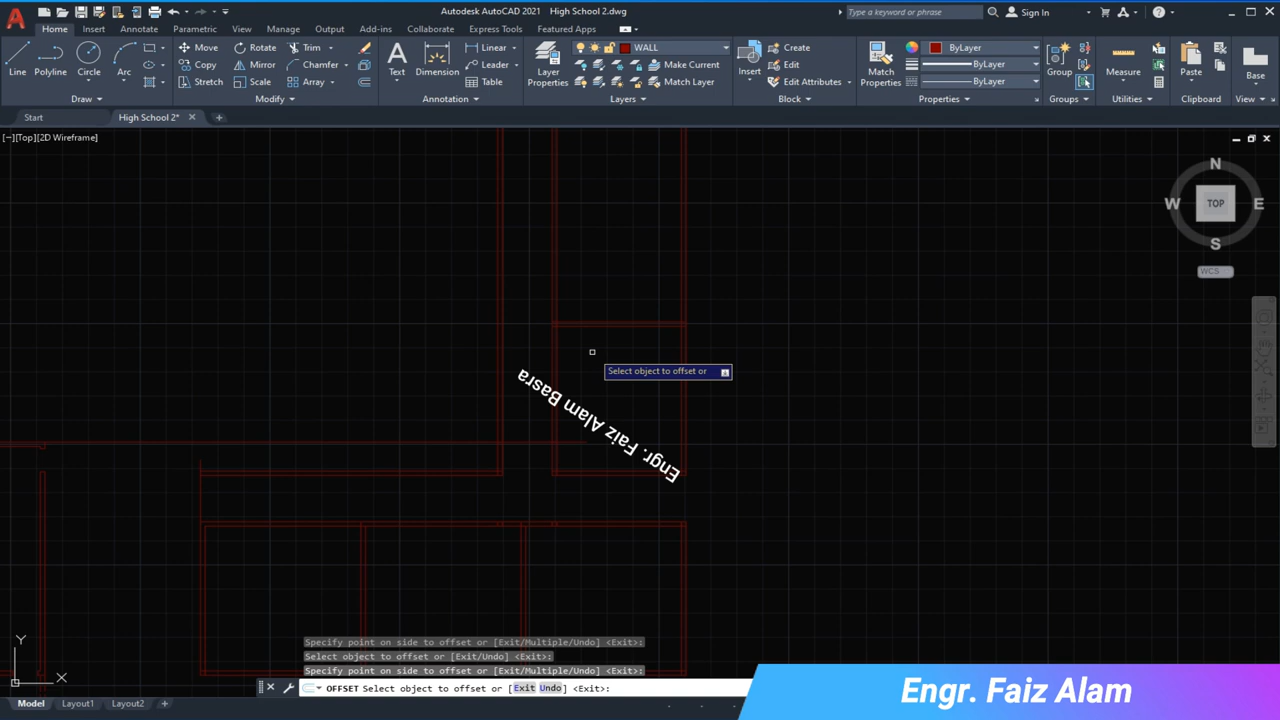 Autodesk AutoCAD 2021 High School 2.dwg
Type a keyword or phrase
Sign In
Home Insert Annotate Parametric View Manage Output Add-ins Collaborate Express Tools Featured Apps
Line Polyline Circle Arc
Move Rotate Trim
Copy Mirror Chamfer
Stretch Scale Array
Text Dimension
Linear
Leader
Table
Layer Properties
WALL
Make Current
Match Layer
Insert
Create
Edit
Edit Attributes
Match Properties
ByLayer
ByLayer
ByLayer
Group Measure Paste Base
Draw Modify Annotation Layers Block Properties Groups Utilities Clipboard View
Start High School 2*
[−][Top][2D Wireframe]
N
W TOP E
S
WCS
Select object to offset or
Engr. Faiz Alam Basra
Y
X
Specify point on side to offset or [Exit/Multiple/Undo] <Exit>:
Select object to offset or [Exit/Undo] <Exit>:
Specify point on side to offset or [Exit/Multiple/Undo] <Exit>:
OFFSET Select object to offset or [Exit Undo] <Exit>:
Engr. Faiz Alam
Model Layout1 Layout2